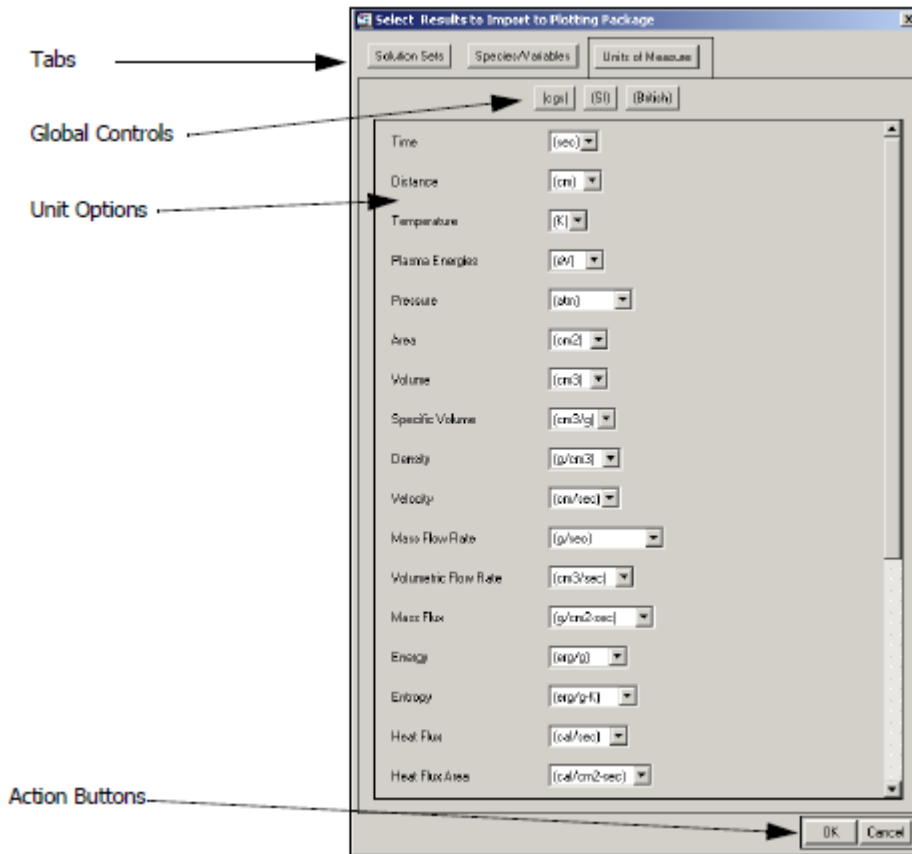 Select Results to Import to Plotting Package
Tabs
Solution Sets
Species/Variables
Units of Measure
(cgs)
(SI)
(British)
Global Controls
Time
(sec)
Distance
(cm)
Unit Options
Temperature
(K)
Plasma Energies
(eV)
Pressure
(atm)
Area
(cm2)
Volume
(cm3)
Specific Volume
(cm3/g)
Density
(g/cm3)
Velocity
(cm/sec)
Mass Flow Rate
(g/sec)
Volumetric Flow Rate
(cm3/sec)
Mass Flux
(g/cm2-sec)
Energy
(erg/g)
Entropy
(erg/g-K)
Heat Flux
(cal/sec)
Heat Flux Area
(cal/cm2-sec)
Action Buttons
OK
Cancel